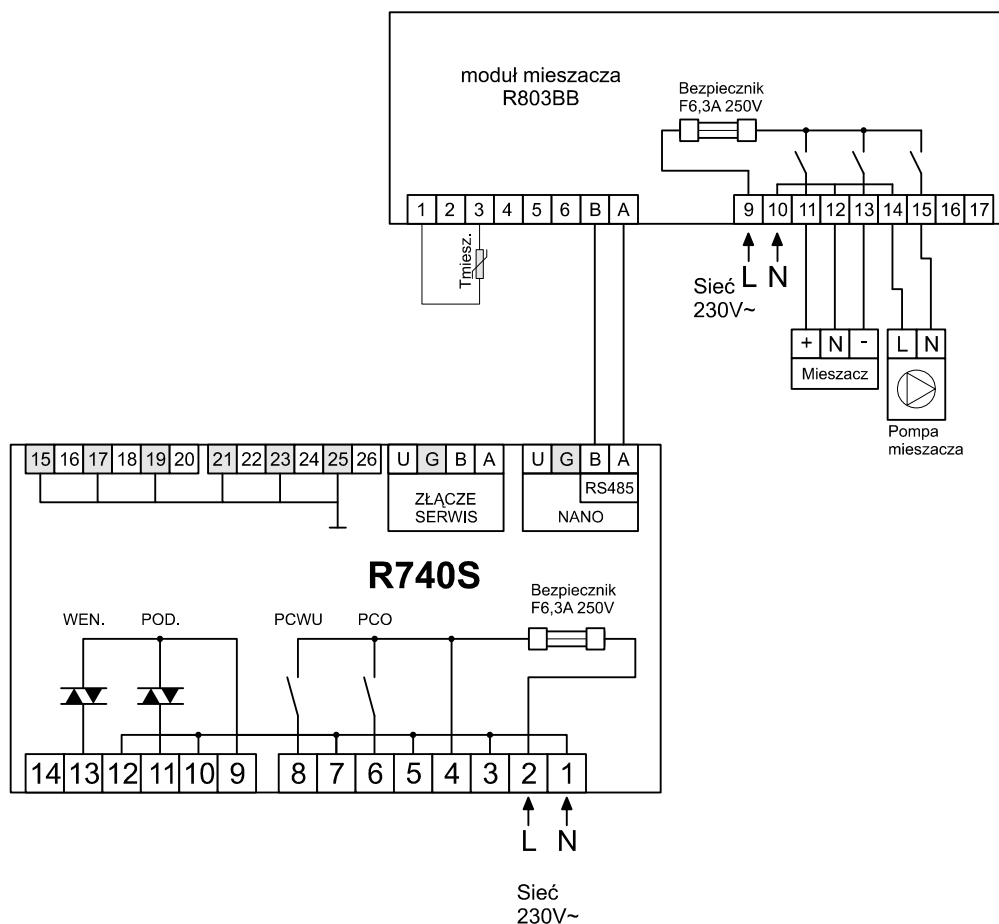 moduł mieszacza
R803BB
Bezpiecznik
F6,3A 250V
1 2 3 4 5 6 B A
9 10 11 12 13 14 15 16 17
Tmiesz.
L N
Sieć
230V~
+ N -
Mieszacz
L N
Pompa
mieszacza
15 16 17 18 19 20 21 22 23 24 25 26
U G B A
ZŁĄCZE
SERWIS
U G B A
RS485
NANO
R740S
Bezpiecznik
F6,3A 250V
WEN. POD. PCWU PCO
14 13 12 11 10 9 8 7 6 5 4 3 2 1
L N
Sieć
230V~